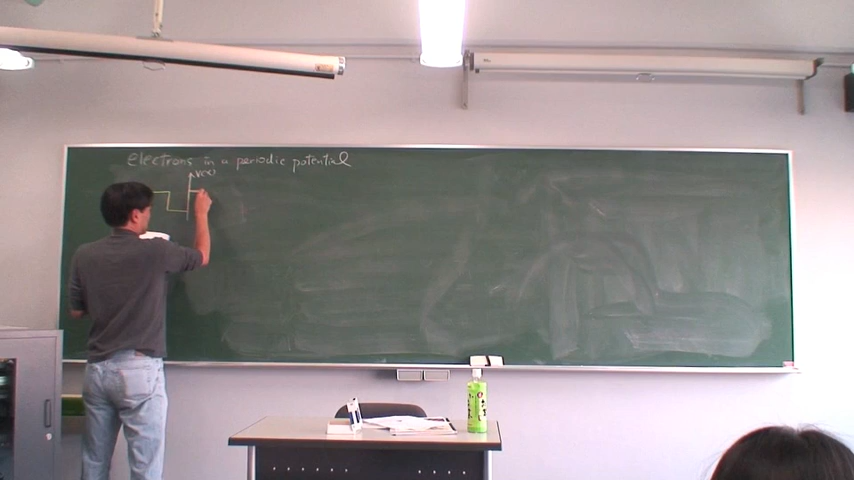 Electrons in a periodic potential
V(x)